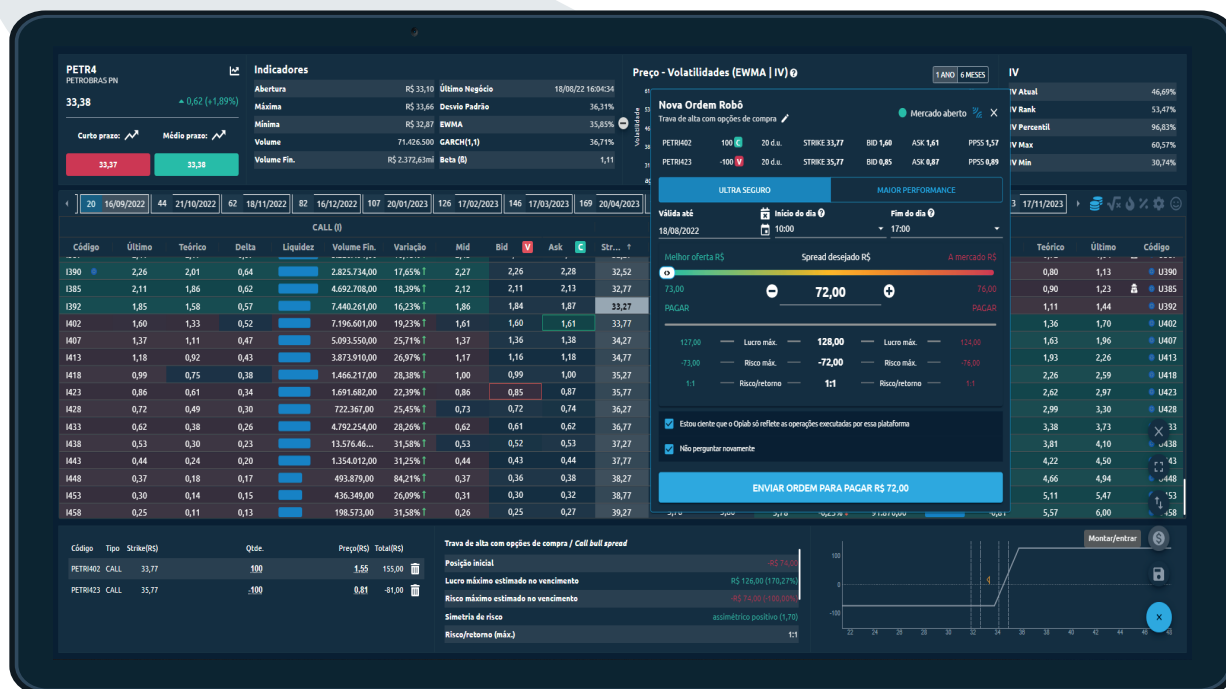 PETR4
PETROBRAS PN
33,38
0,62 (+1,89%)
Curto prazo:
Médio prazo:
33,37
33,38
Indicadores
Abertura R$ 33,10 Último Negócio 18/08/22 16:04:34
Máxima R$ 33,66 Desvio Padrão 36,31%
Mínima R$ 32,87 EWMA 35,85%
Volume 71.426.500 GARCH(1,1) 36,71%
Volume Fin. R$ 2.372,63mi Beta (ß) 1,11
Preço - Volatilidades (EWMA | IV)
1 ANO 6 MESES
Volatilidade
IV
IV Atual 46,69%
IV Rank 53,47%
IV Percentil 96,83%
IV Max 60,57%
IV Min 30,74%
20 16/09/2022 44 21/10/2022 62 18/11/2022 82 16/12/2022 107 20/01/2023 126 17/02/2023 146 17/03/2023 169 20/04/2023
3 17/11/2023
CALL (I)
Código Último Teórico Delta Liquidez Volume Fin. Variação Mid Bid V Ask C Str... ↑
I390 2,26 2,01 0,64 2.825.734,00 17,65% ↑ 2,27 2,26 2,28 32,52
I385 2,11 1,86 0,62 4.692.708,00 18,39% ↑ 2,12 2,11 2,13 32,77
I392 1,85 1,58 0,57 7.440.261,00 16,23% ↑ 1,86 1,84 1,87 33,27
I402 1,60 1,33 0,52 7.196.601,00 19,23% ↑ 1,61 1,60 1,61 33,77
I407 1,37 1,11 0,47 5.093.550,00 25,71% ↑ 1,37 1,36 1,38 34,27
I413 1,18 0,92 0,43 3.873.910,00 26,97% ↑ 1,17 1,16 1,18 34,77
I418 0,99 0,75 0,38 1.466.217,00 28,38% ↑ 1,00 0,99 1,00 35,27
I423 0,86 0,61 0,34 1.691.682,00 22,39% ↑ 0,86 0,85 0,87 35,77
I428 0,72 0,49 0,30 722.367,00 25,45% ↑ 0,73 0,72 0,74 36,27
I433 0,62 0,38 0,26 4.792.254,00 28,26% ↑ 0,62 0,61 0,62 36,77
I438 0,53 0,30 0,23 13.576.46... 31,58% ↑ 0,53 0,52 0,53 37,27
I443 0,44 0,24 0,20 1.354.012,00 31,25% ↑ 0,44 0,43 0,44 37,77
I448 0,37 0,18 0,17 493.879,00 84,21% ↑ 0,37 0,36 0,38 38,27
I453 0,30 0,14 0,15 436.349,00 26,09% ↑ 0,31 0,30 0,32 38,77
I458 0,25 0,11 0,13 198.573,00 31,58% ↑ 0,26 0,25 0,27 39,27
Teórico Último Código
0,80 1,13 U390
0,90 1,23 U385
1,11 1,44 U392
1,36 1,70 U402
1,63 1,96 U407
1,93 2,26 U413
2,26 2,59 U418
2,62 2,97 U423
2,99 3,30 U428
3,38 3,73
3,81 4,10
4,22 4,50
4,66 4,94
5,11 5,47
5,57 6,00
Nova Ordem Robô
Trava de alta com opções de compra
Mercado aberto
PETRI402 100 C 20 d.u. STRIKE 33,77 BID 1,60 ASK 1,61 PPSS 1,57
PETRI423 -100 V 20 d.u. STRIKE 35,77 BID 0,85 ASK 0,87 PPSS 0,89
ULTRA SEGURO MAIOR PERFORMANCE
Válida até Início do dia Fim do dia
18/08/2022 10:00 17:00
Melhor oferta R$ Spread desejado R$ A mercado R$
73,00 72,00 76,00
PAGAR PAGAR
127,00 Lucro máx. 128,00 Lucro máx. 124,00
-73,00 Risco máx. -72,00 Risco máx. -76,00
1:1 Risco/retorno 1:1 Risco/retorno 1:1
Estou ciente que o Oplab só reflete as operações executadas por essa plataforma
Não perguntar novamente
ENVIAR ORDEM PARA PAGAR R$ 72,00
Código Tipo Strike(R$) Qtde. Preço(R$) Total(R$)
PETRI402 CALL 33,77 100 1,55 155,00
PETRI423 CALL 35,77 -100 0,81 -81,00
Trava de alta com opções de compra / Call bull spread
Posição inicial -R$ 74,00
Lucro máximo estimado no vencimento R$ 126,00 (170,27%)
Risco máximo estimado no vencimento -R$ 74,00 (-100,00%)
Simetria de risco assimétrico positivo (1,70)
Risco/retorno (máx.) 1:1
100
0
-100
22 24 26 28 30 32 34 36 38 40 42 44 46
Montar/entrar